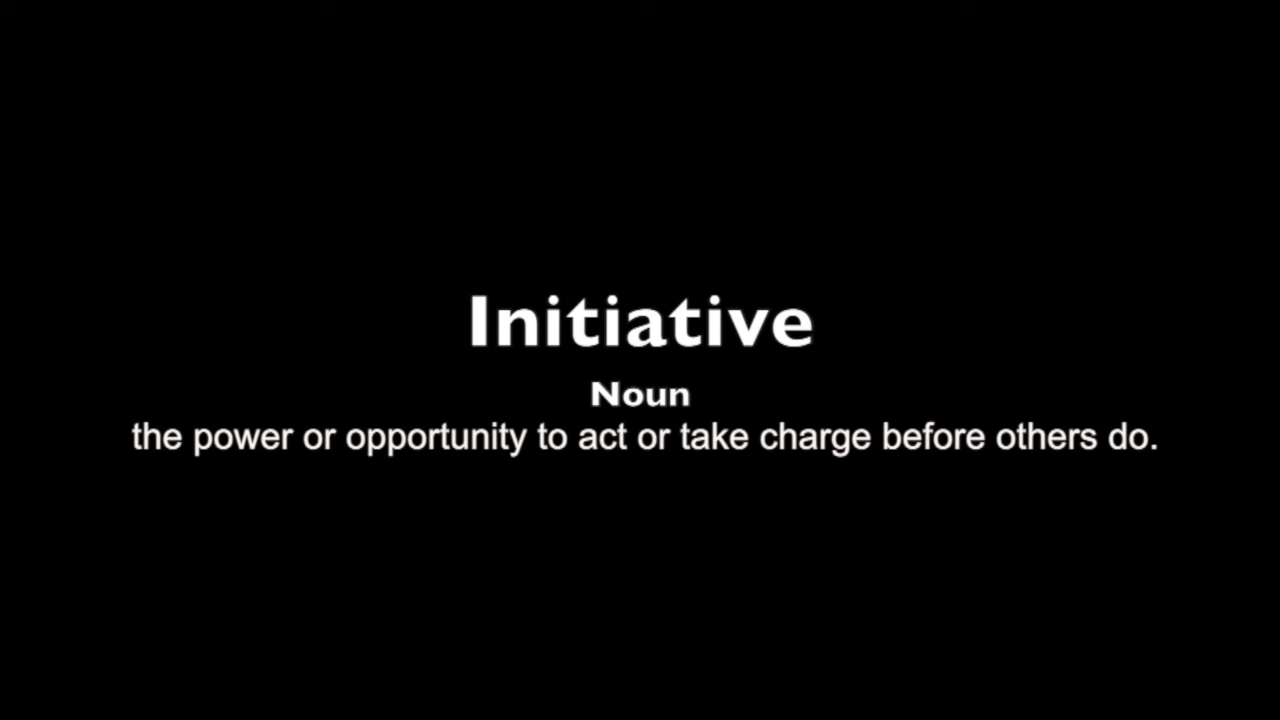 Initiative
Noun
the power or opportunity to act or take charge before others do.